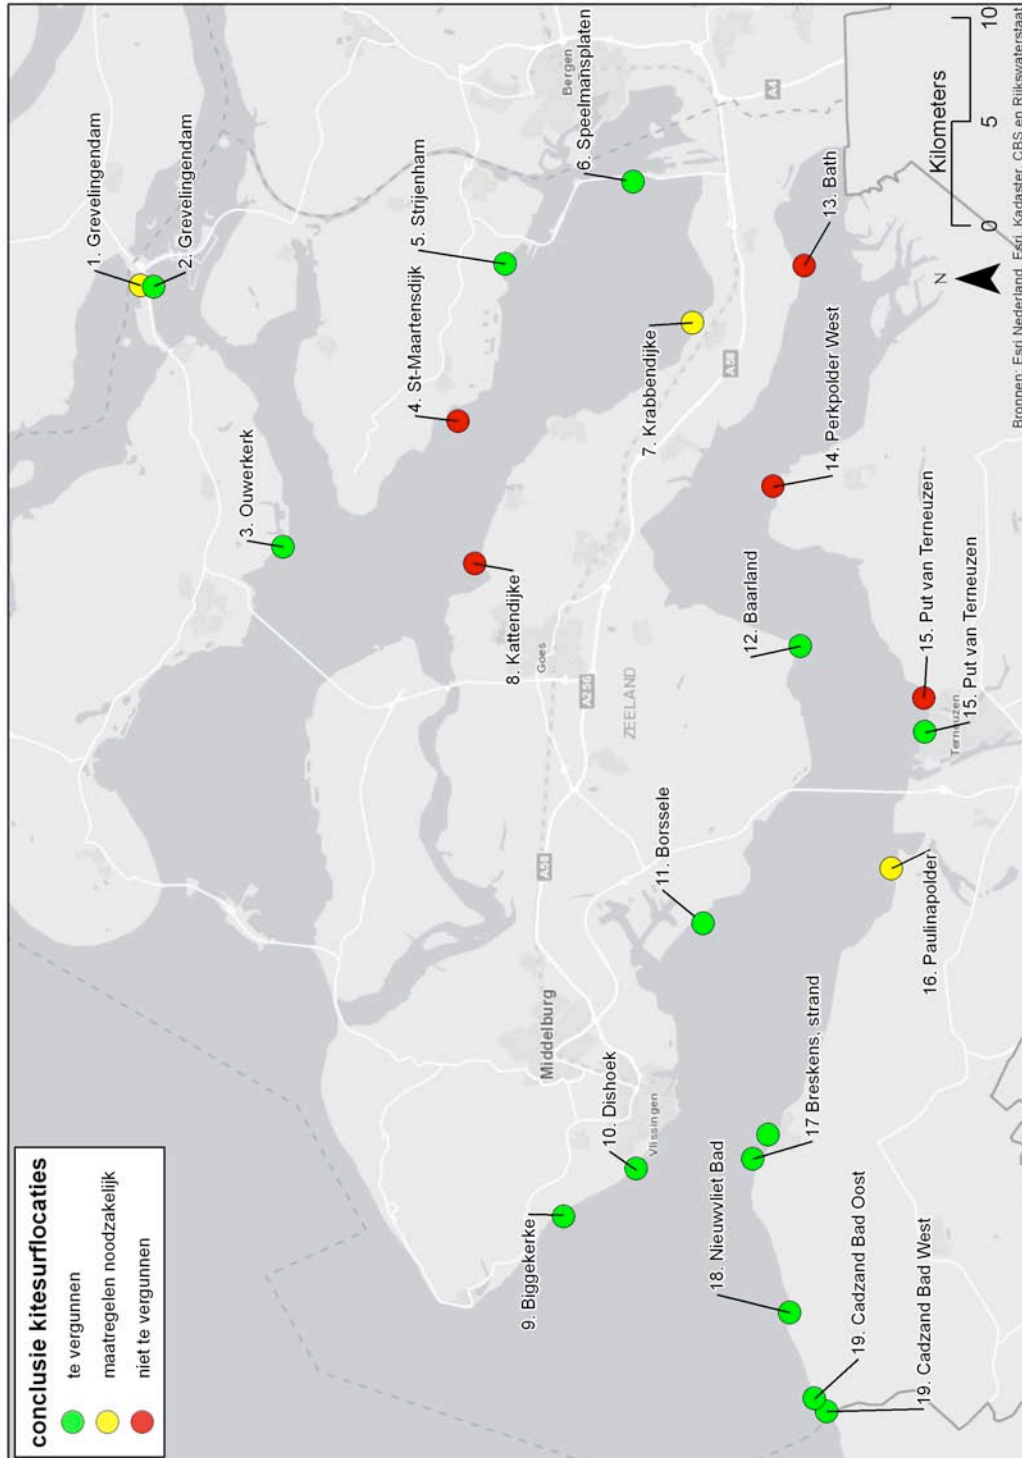 conclusie kitesurflocaties
te vergunnen
maatregelen noodzakelijk
niet te vergunnen
1. Grevelingendam
2. Grevelingendam
3. Ouwerkerk
4. St-Maartensdijk
5. Strijenham
6. Speelmansplaten
7. Krabbendijke
8. Kattendijke
9. Biggekerke
10. Dishoek
11. Borssele
12. Baarland
13. Bath
14. Perkpolder West
15. Put van Terneuzen
15. Put van Terneuzen
16. Paulinapolder
17 Breskens, strand
18. Nieuwvliet Bad
19. Cadzand Bad Oost
19. Cadzand Bad West
Bergen
Goes
ZEELAND
Middelburg
Vlissingen
Terneuzen
A4
A58
A256
A58
N
Kilometers
0 5 10
Bronnen: Esri Nederland, Esri, Kadaster, CBS en Rijkswaterstaat